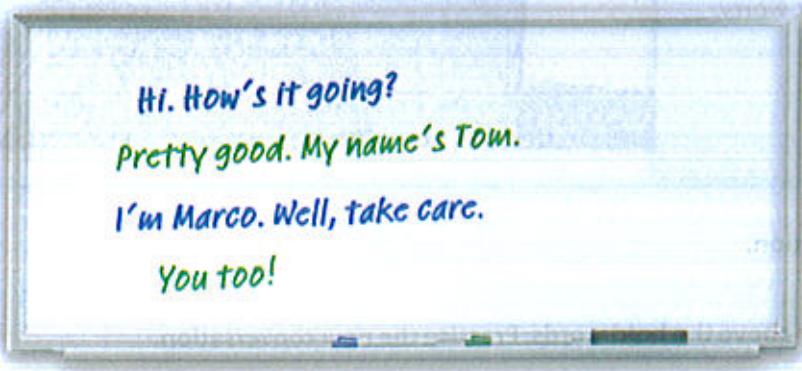 Hi. How's it going?
Pretty good. My name's Tom.
I'm Marco. Well, take care.
You too!